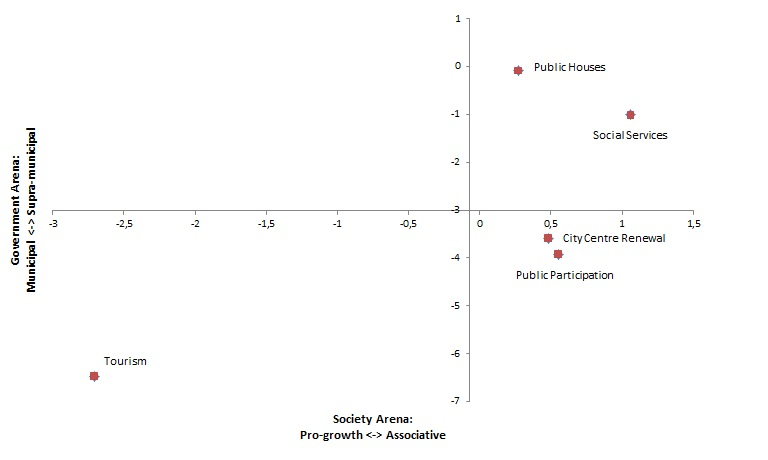 1
0
Public Houses
-1
Social Services
-2
-3
-3 -2,5 -2 -1,5 -1 -0,5 0 0,5 1 1,5
City Centre Renewal
-4
Public Participation
-5
-6
Tourism
-7
Government Arena:
Municipal <-> Supra-municipal
Society Arena:
Pro-growth <-> Associative